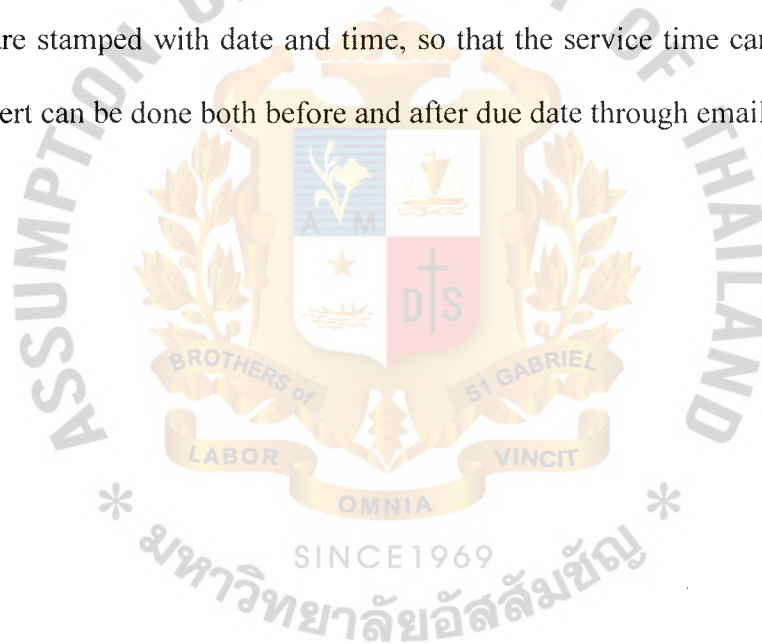 are stamped with date and time, so that the service time can
ert can be done both before and after due date through email
ASSUMPTION UNIVERSITY OF THAILAND
A M
D S
BROTHERS of
S1 GABRIEL
LABOR
OMNIA
VINCIT
SINCE1969
* มหาวิทยาลัยอัสสัมชัญ *